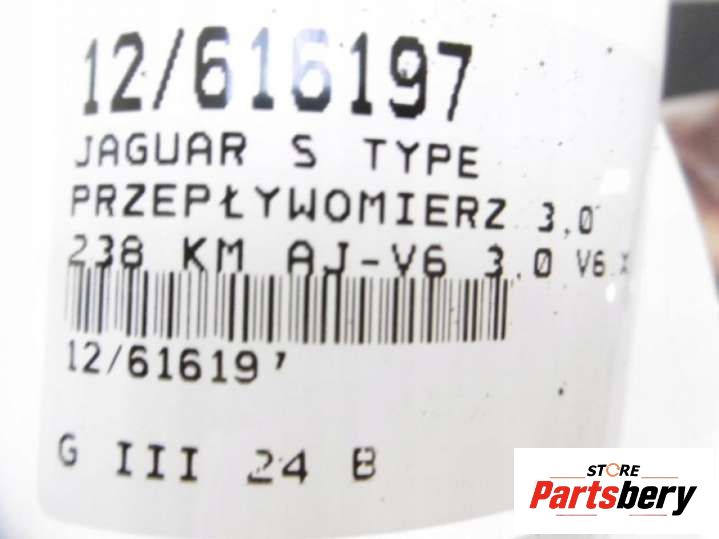 12/616197
JAGUAR S TYPE
PRZEPŁYWOMIERZ 3,0
238 KM AJ-V6 3.0 V6
12/61619
G III 24 B
STORE
Partsbery